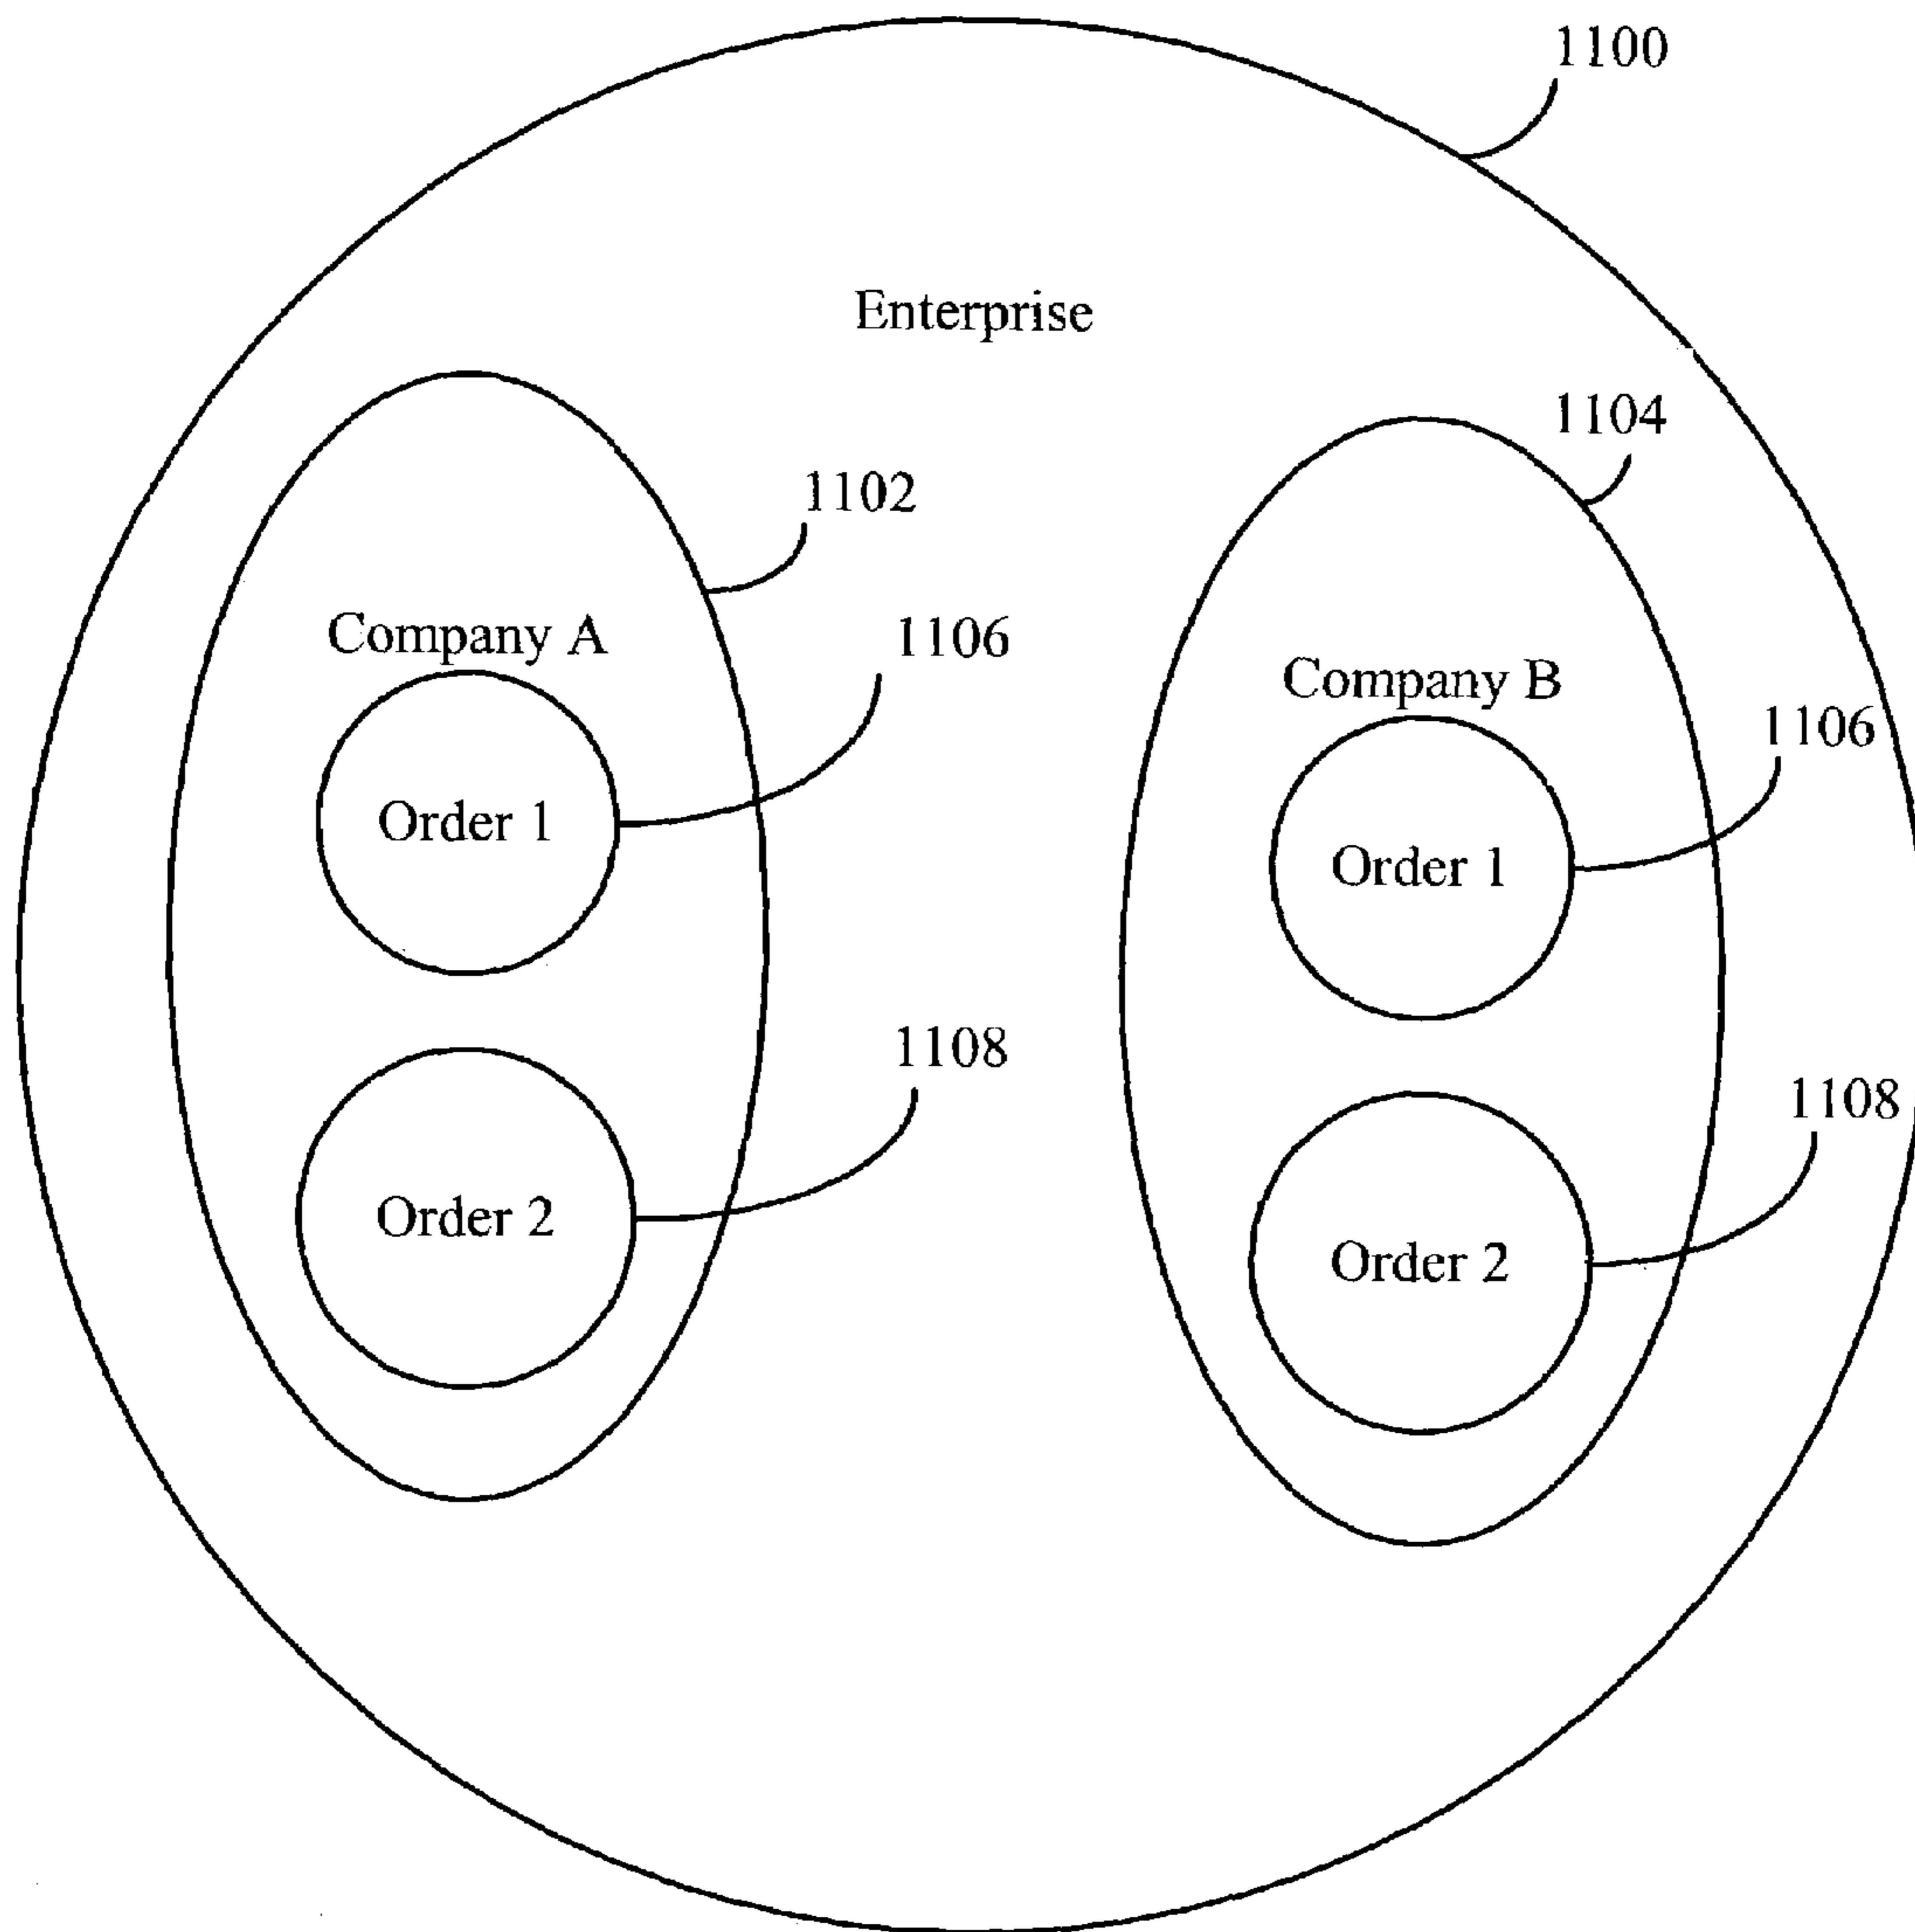 1100
Enterprise
1104
1102
Company A
1106
Company B
1106
Order 1
Order 1
1108
1108
Order 2
Order 2